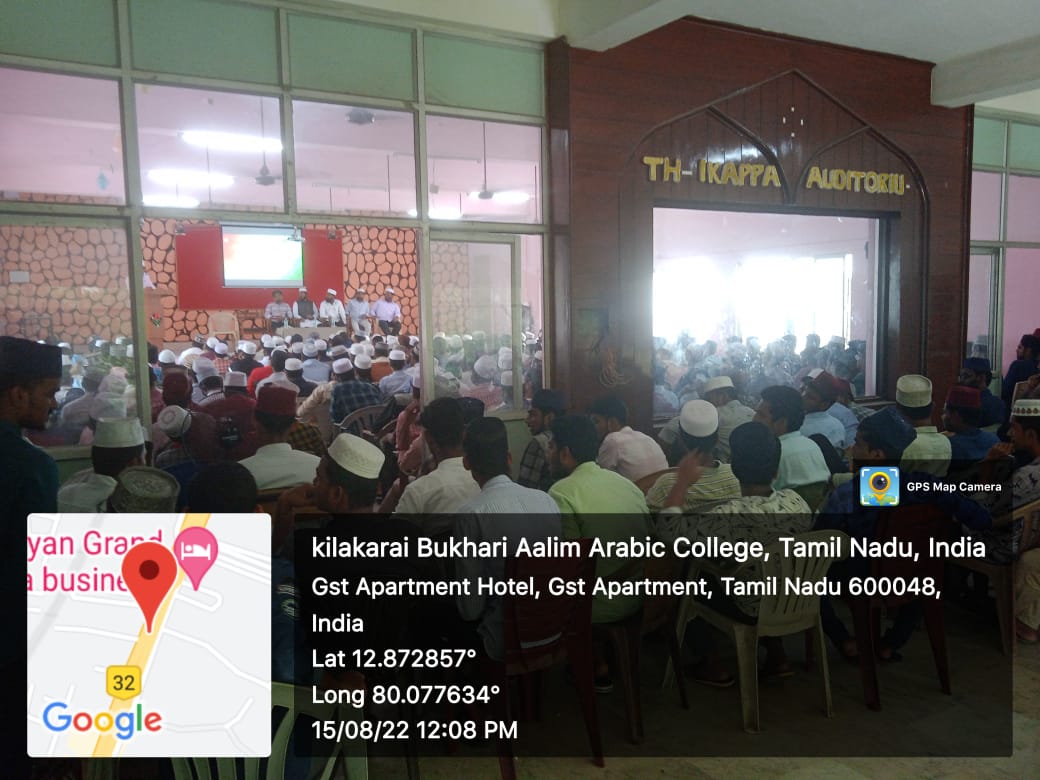 TH-IKAPPA AUDITORIU-
GPS Map Camera
yan Grand
a busine
32
Google
kilakarai Bukhari Aalim Arabic College, Tamil Nadu, India
Gst Apartment Hotel, Gst Apartment, Tamil Nadu 600048,
India
Lat 12.872857°
Long 80.077634°
15/08/22 12:08 PM